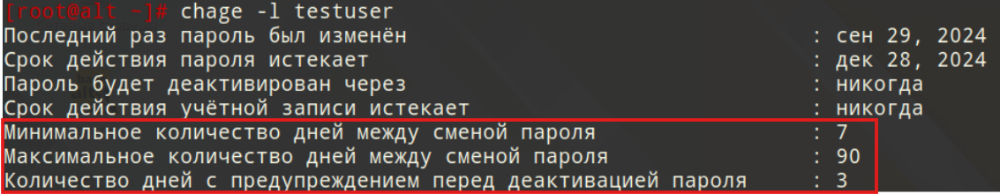 [root@alt ~]# chage -l testuser
Последний раз пароль был изменён : сен 29, 2024
Срок действия пароля истекает : дек 28, 2024
Пароль будет деактивирован через : никогда
Срок действия учётной записи истекает : никогда
Минимальное количество дней между сменой пароля : 7
Максимальное количество дней между сменой пароля : 90
Количество дней с предупреждением перед деактивацией пароля : 3